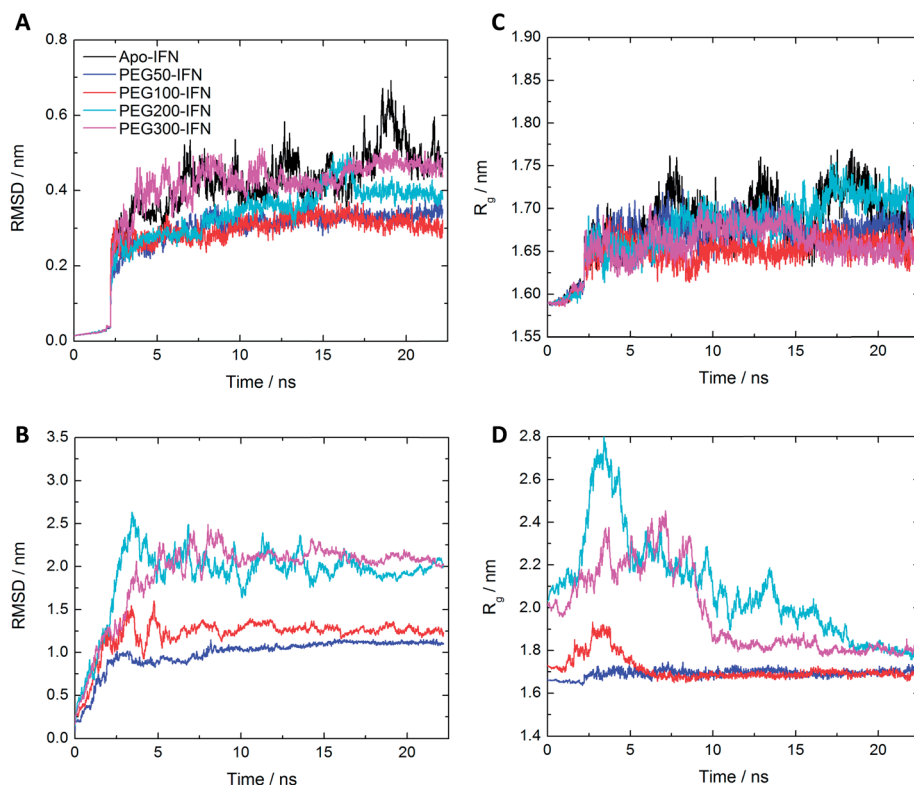 A
RMSD / nm
0.8
0.6
0.4
0.2
0.0
Apo-IFN
PEG50-IFN
PEG100-IFN
PEG200-IFN
PEG300-IFN
0 5 10 15 20
Time / ns
C
Rg / nm
1.90
1.85
1.80
1.75
1.70
1.65
1.60
1.55
0 5 10 15 20
Time / ns
B
RMSD / nm
3.5
3.0
2.5
2.0
1.5
1.0
0.5
0.0
0 5 10 15 20
Time / ns
D
Rg / nm
2.8
2.6
2.4
2.2
2.0
1.8
1.6
1.4
0 5 10 15 20
Time / ns